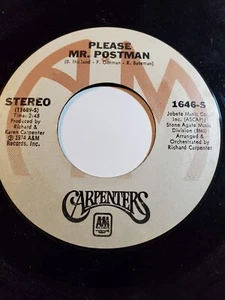 PLEASE
MR. POSTMAN
(B. Holland - F. Gorman - R. Bateman)
STEREO
(13689-S)
Time: 2:48
Produced by
Richard &
Karen Carpenter
℗ 1974 A&M
Records, Inc.
1646-S
Jobete Music Co.
Inc. (ASCAP)/
Stone Agate Music
Division (BMI)
Arranged &
Orchestrated by
Richard Carpenter
CARPENTERS
A&M